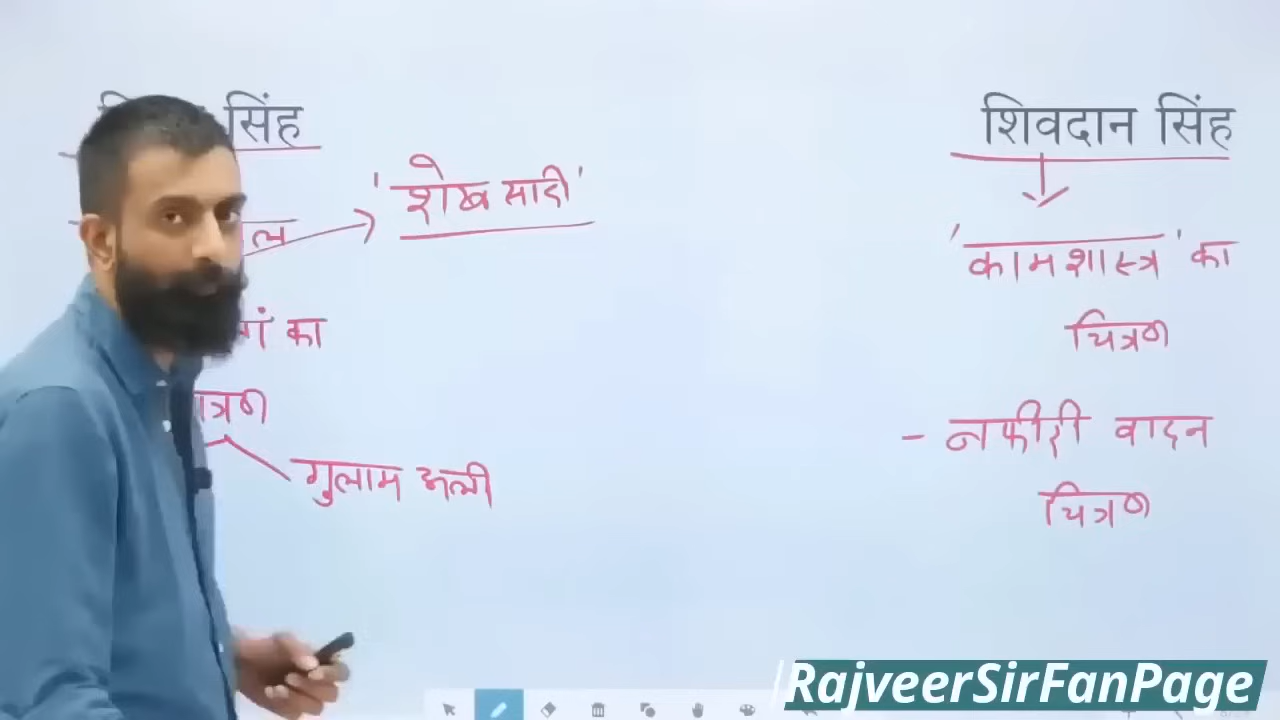 सिंह
'शेख सादी'
गं का
त्रण
गुलाम अली
शिवदान सिंह
'कामशास्त्र' का
चित्रण
- नफीरी वादन
चित्रण
RajveerSirFanPage